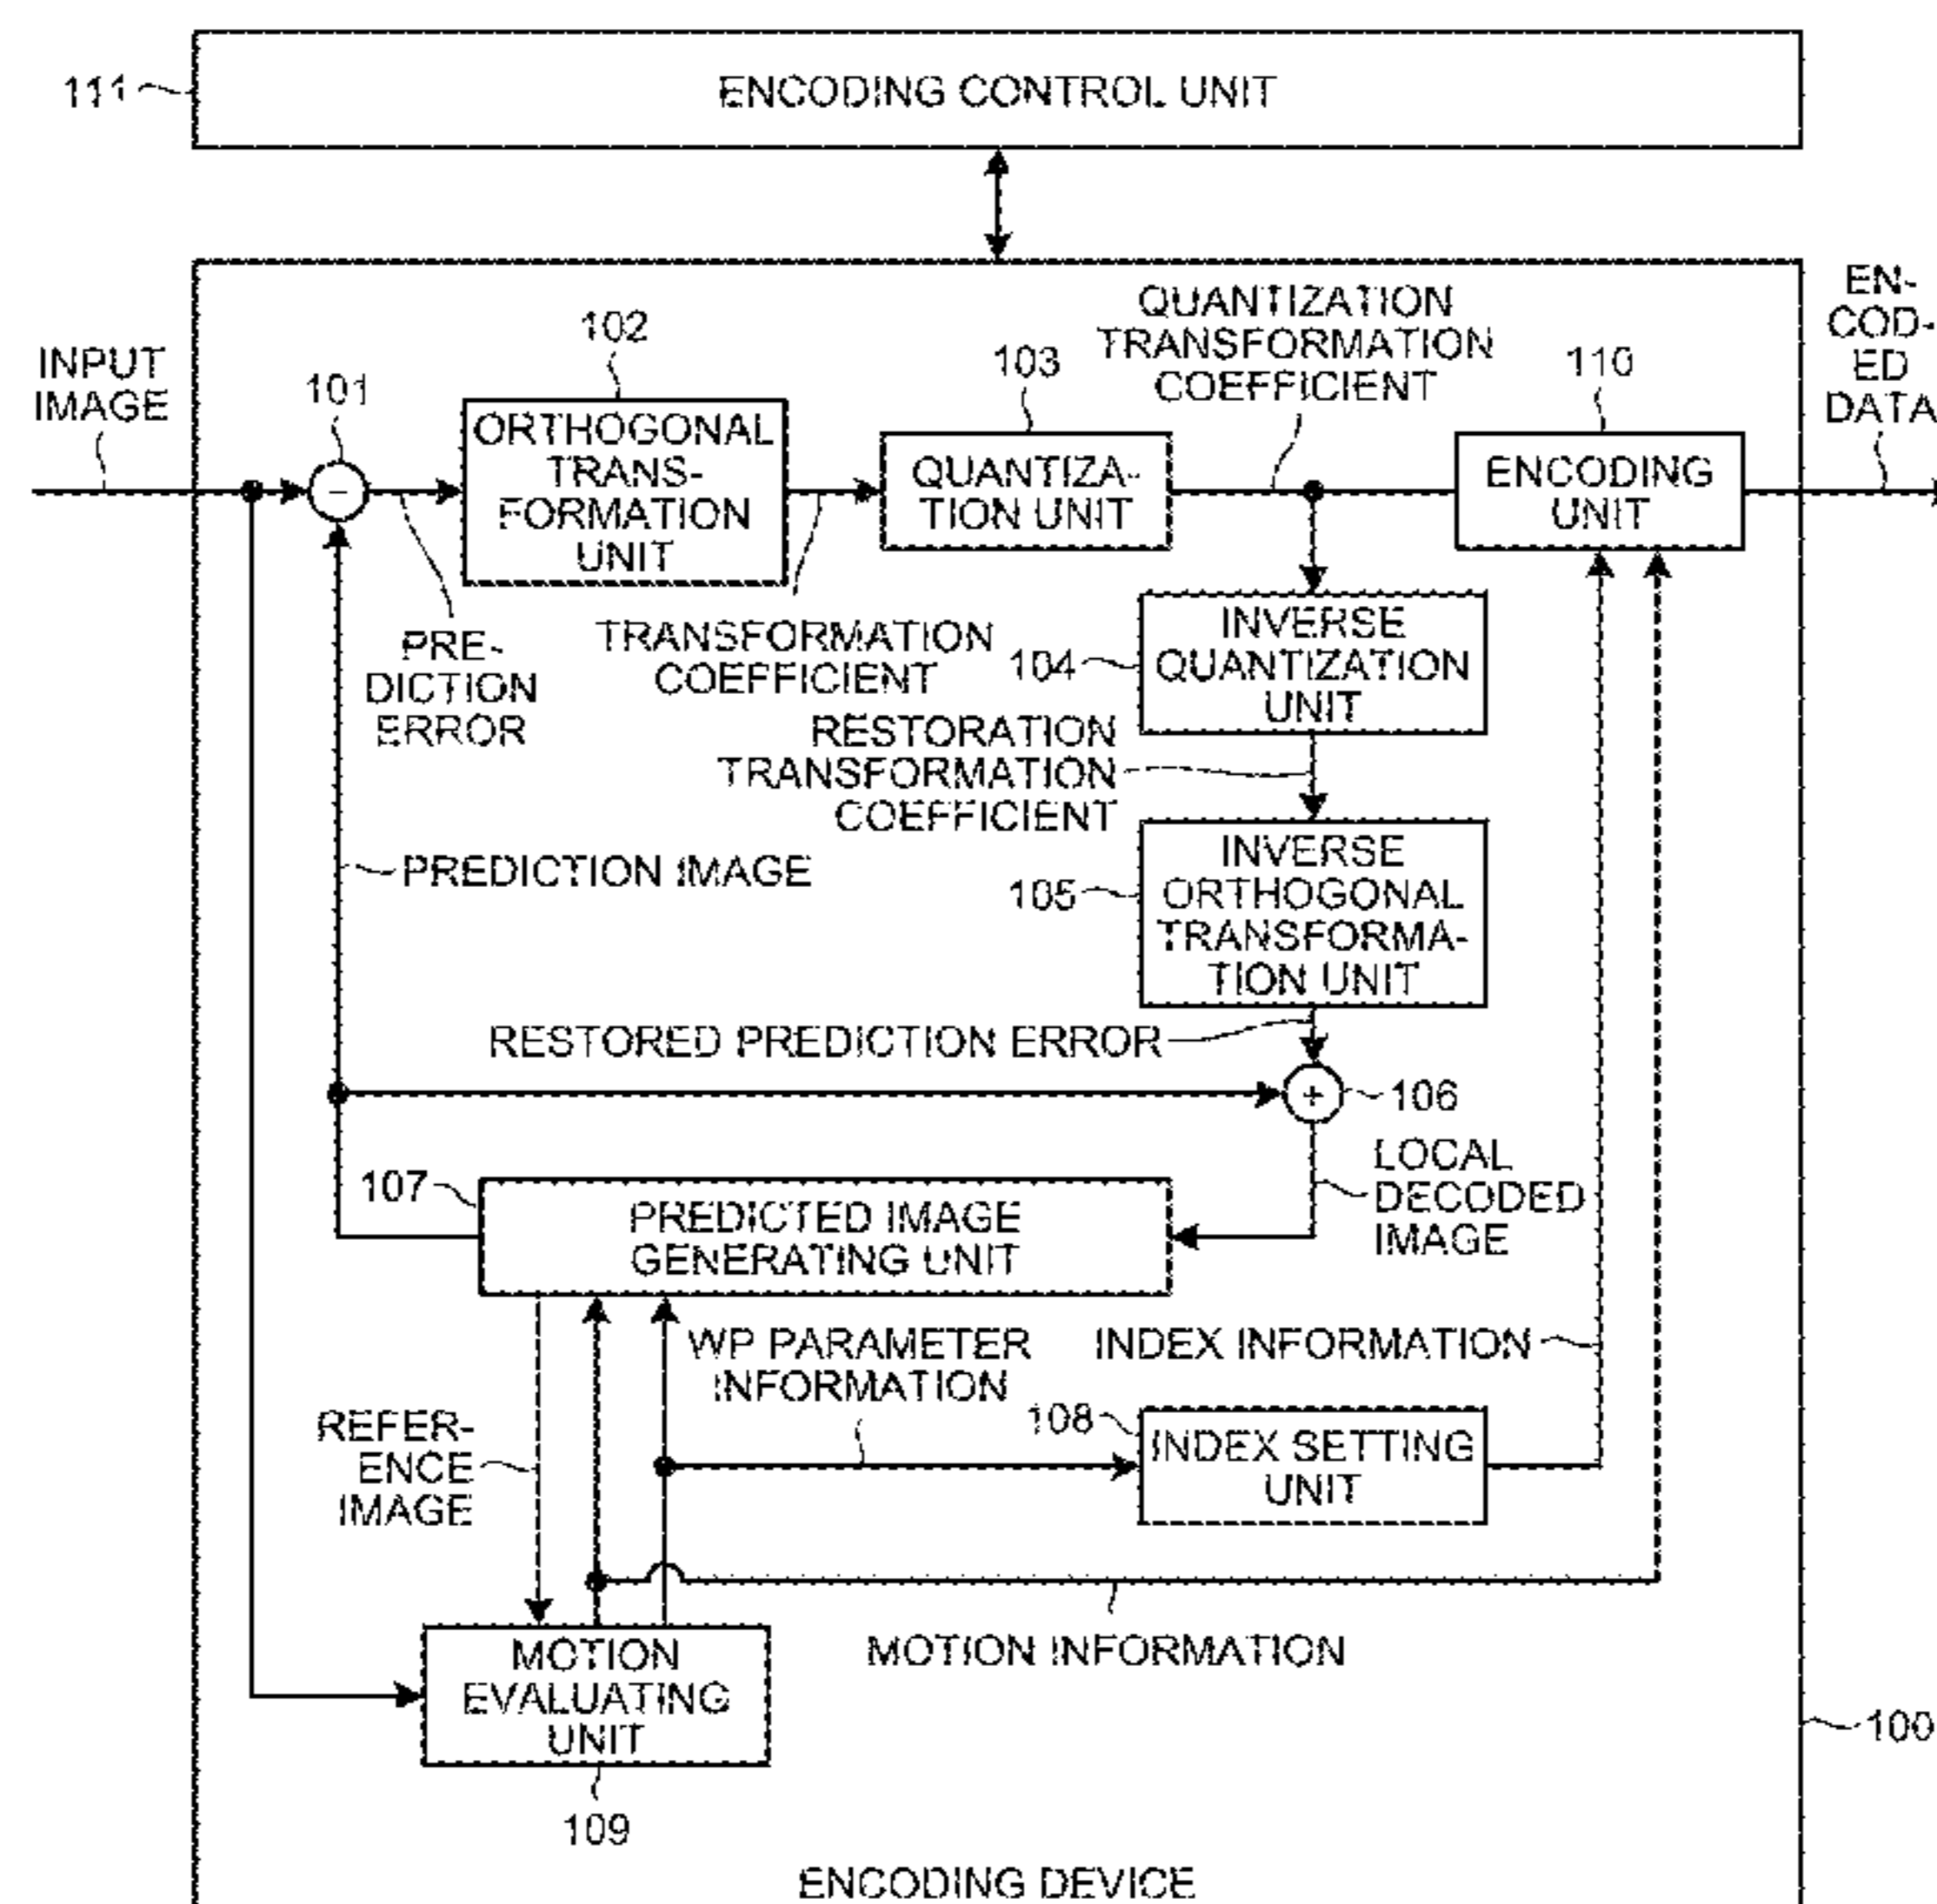 111
ENCODING CONTROL UNIT
INPUT
IMAGE
101
102
ORTHOGONAL
TRANS-
FORMATION
UNIT
103
QUANTIZA-
TION UNIT
QUANTIZATION
TRANSFORMATION
COEFFICIENT
110
ENCODING
UNIT
EN-
COD-
ED
DATA
-
PRE-
DICTION
ERROR
TRANSFORMATION
COEFFICIENT
104
INVERSE
QUANTIZATION
UNIT
RESTORATION
TRANSFORMATION
COEFFICIENT
PREDICTION IMAGE
105
INVERSE
ORTHOGONAL
TRANSFORMA-
TION UNIT
RESTORED PREDICTION ERROR
+
106
LOCAL
DECODED
IMAGE
107
PREDICTED IMAGE
GENERATING UNIT
WP PARAMETER
INFORMATION
INDEX INFORMATION
REFER-
ENCE
IMAGE
108
INDEX SETTING
UNIT
MOTION INFORMATION
MOTION
EVALUATING
UNIT
109
100
ENCODING DEVICE